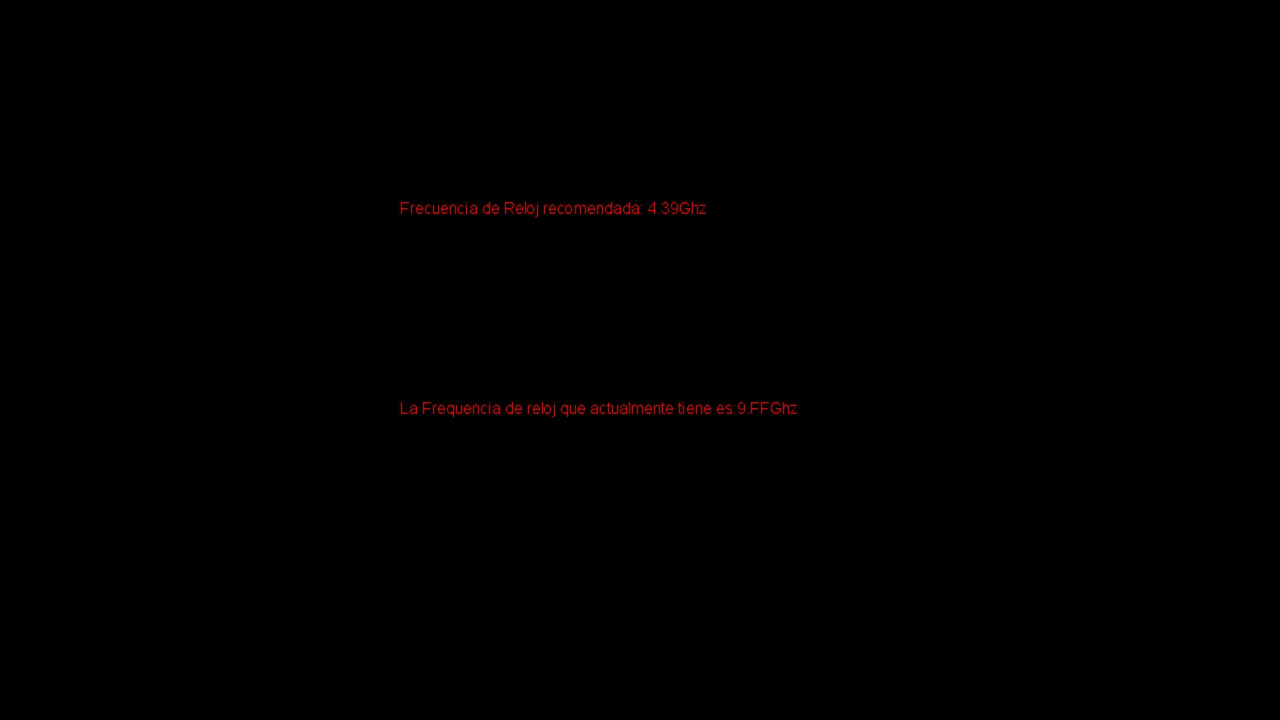 Frecuencia de Reloj recomendada: 4.39Ghz
La Frequencia de reloj que actualmente tiene es:9.FFGhz